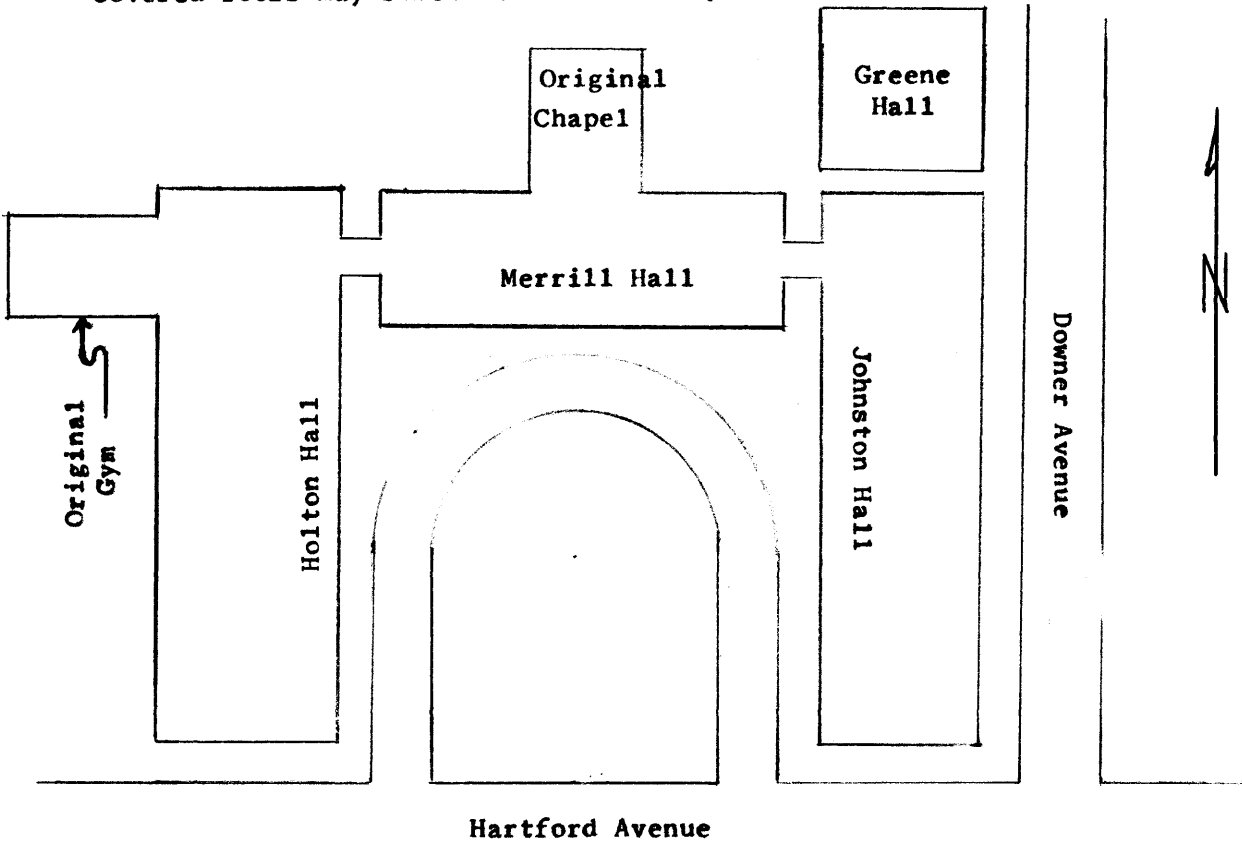 Original
Chapel
Greene
Hall
Merrill Hall
Original
Gym
Holton Hall
Johnston Hall
Downer Avenue
N
Hartford Avenue